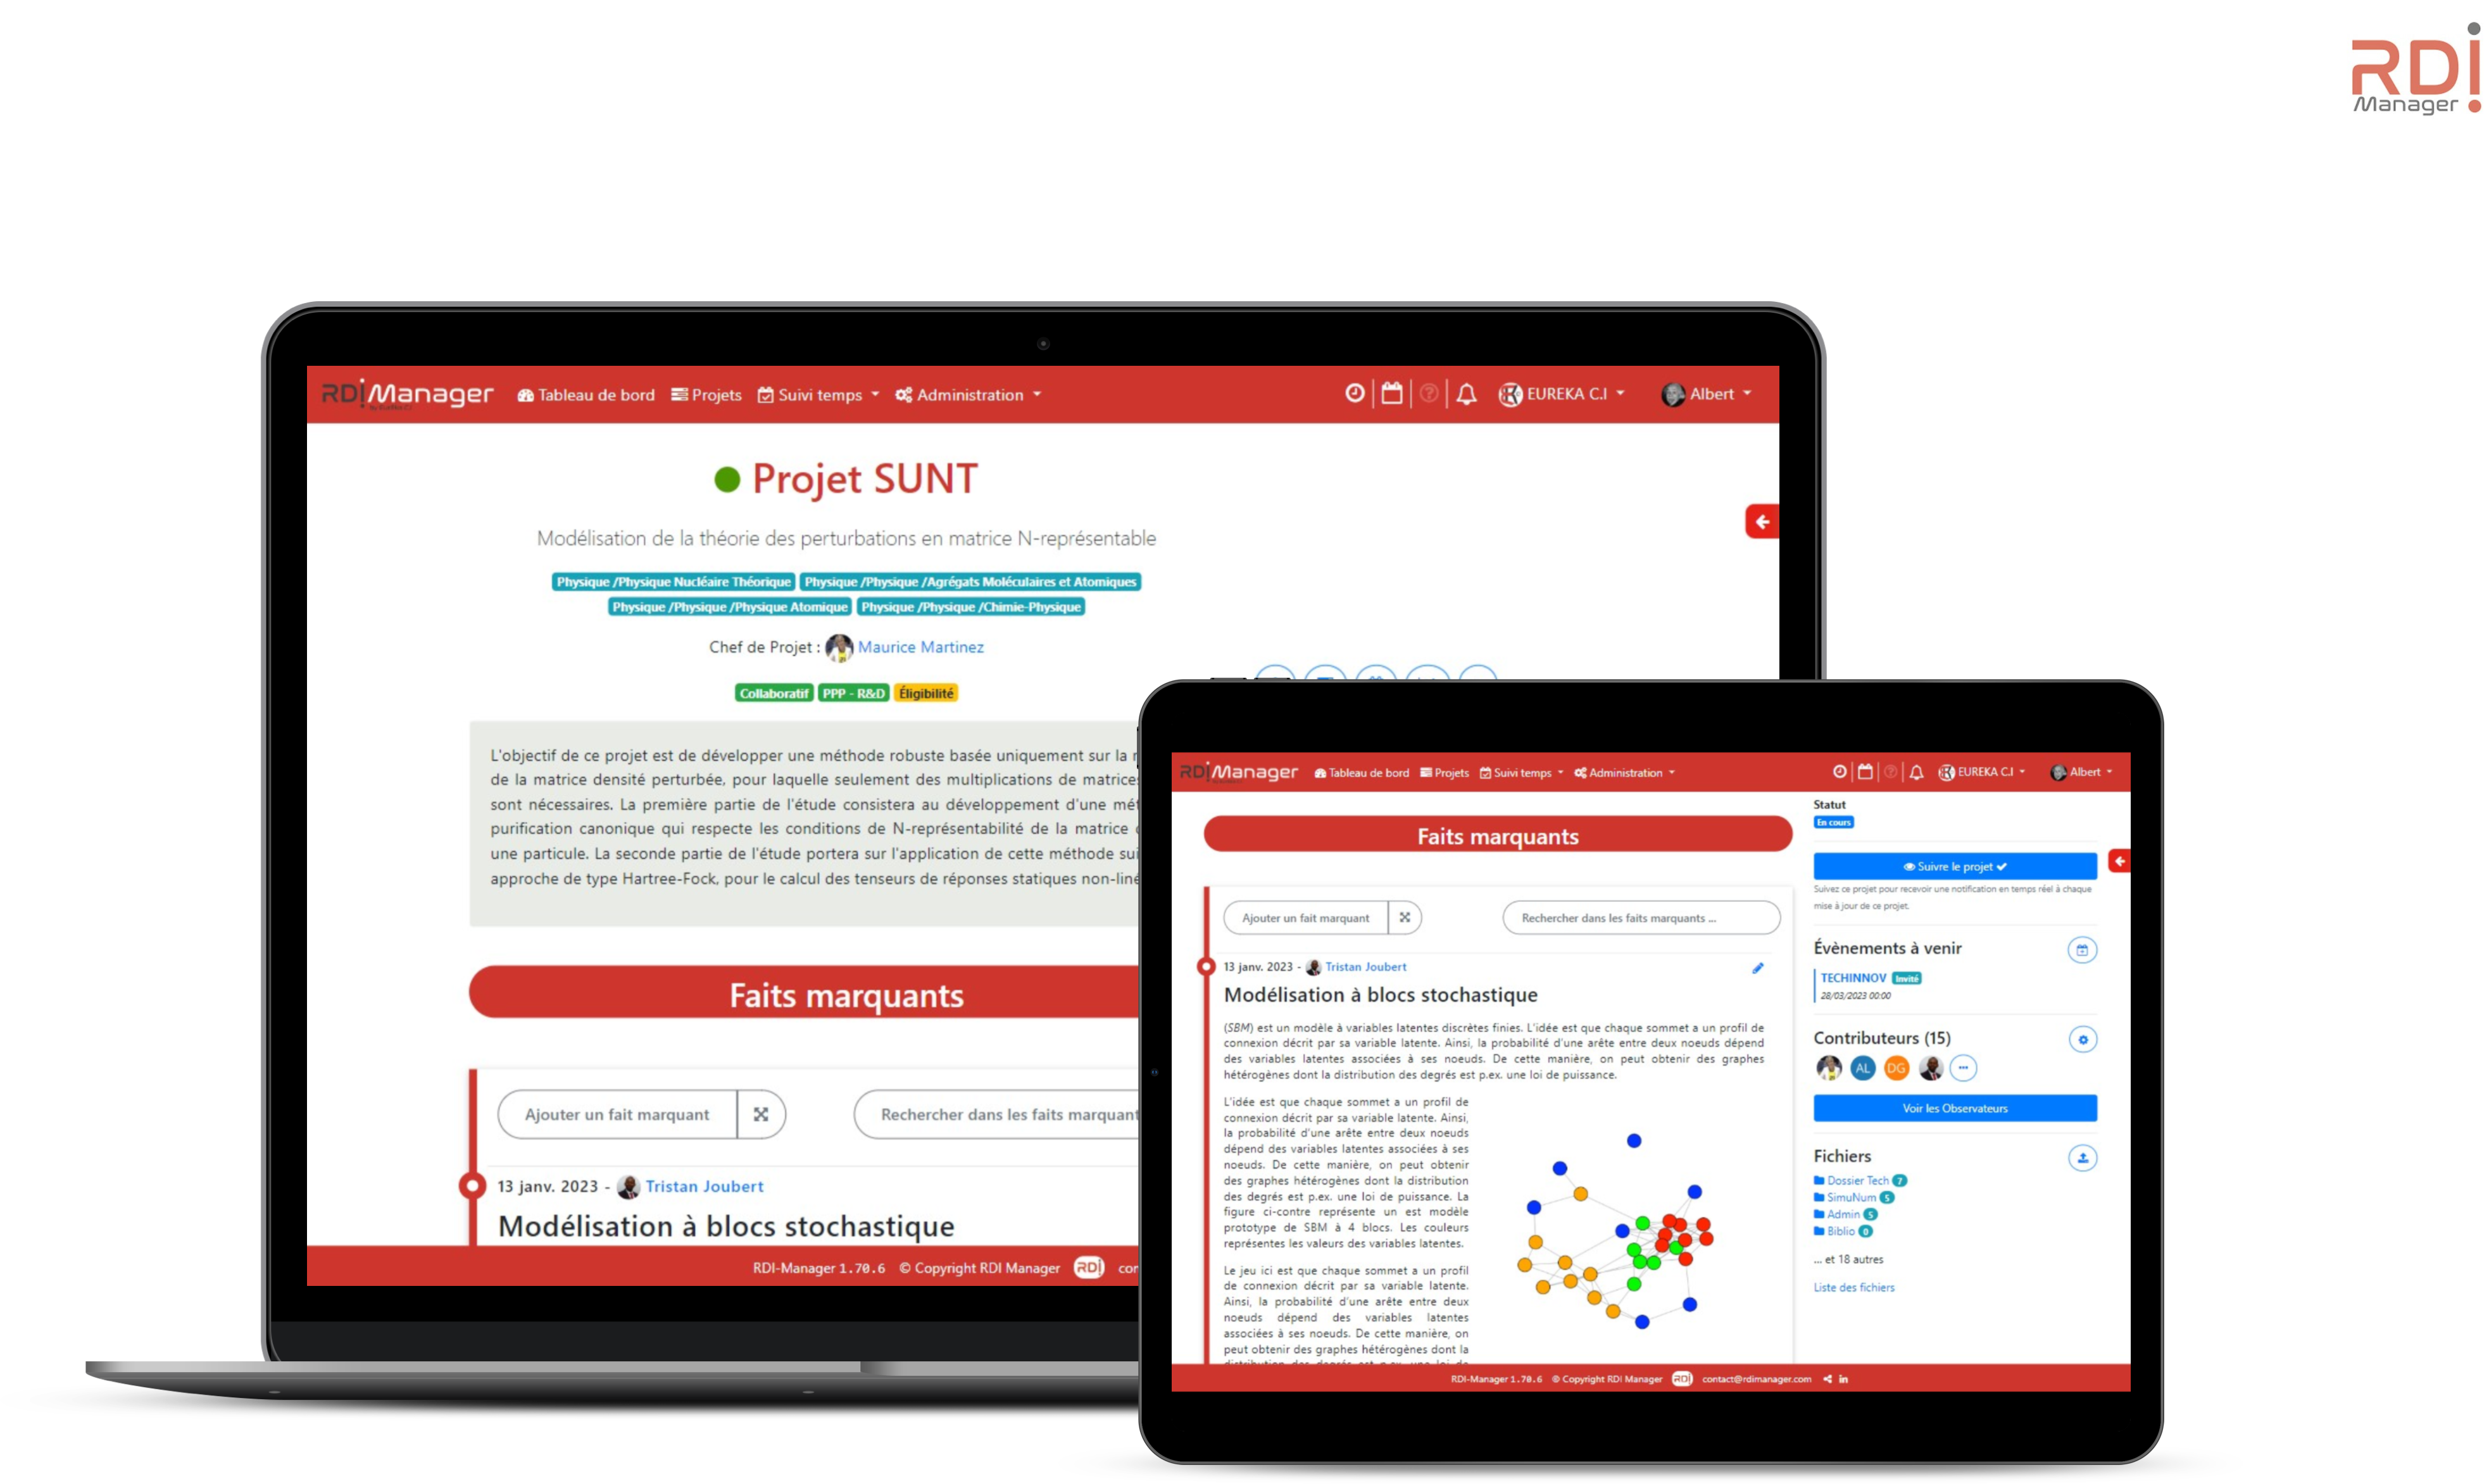 RDI
Manager
RDI Manager
Tableau de bord Projets Suivi temps Administration
EUREKA C.I Albert
Projet SUNT
Modélisation de la théorie des perturbations en matrice N-représentable
Physique /Physique Nucléaire Théorique Physique /Physique /Agrégats Moléculaires et Atomiques
Physique /Physique /Physique Atomique Physique /Physique /Chimie-Physique
Chef de Projet : Maurice Martinez
Collaboratif PPP - R&D Éligibilité
L'objectif de ce projet est de développer une méthode robuste basée uniquement sur la
de la matrice densité perturbée, pour laquelle seulement des multiplications de matrices
sont nécessaires. La première partie de l'étude consistera au développement d'une
purification canonique qui respecte les conditions de N-représentabilité de la matrice
une particule. La seconde partie de l'étude portera sur l'application de cette méthode
approche de type Hartree-Fock, pour le calcul des tenseurs de réponses statiques
Faits marquants
Ajouter un fait marquant
Rechercher dans les faits marquant
13 janv. 2023 - Tristan Joubert
Modélisation à blocs stochastique
RDI-Manager 1.70.6 © Copyright RDI Manager RDI
RDI Manager
Tableau de bord Projets Suivi temps Administration
EUREKA C.I Albert
Faits marquants
Ajouter un fait marquant
Rechercher dans les faits marquants ...
13 janv. 2023 - Tristan Joubert
Modélisation à blocs stochastique
(SBM) est un modèle à variables latentes discrètes finies. L'idée est que chaque sommet a un profil de
connexion décrit par sa variable latente. Ainsi, la probabilité d'une arête entre deux noeuds dépend
des variables latentes associées à ses noeuds. De cette manière, on peut obtenir des graphes
hétérogènes dont la distribution des degrés est p.ex. une loi de puissance.
L'idée est que chaque sommet a un profil de
connexion décrit par sa variable latente. Ainsi,
la probabilité d'une arête entre deux noeuds
dépend des variables latentes associées à ses
noeuds. De cette manière, on peut obtenir
des graphes hétérogènes dont la distribution
des degrés est p.ex. une loi de puissance. La
figure ci-contre représente un est modèle
prototype de SBM à 4 blocs. Les couleurs
représentes les valeurs des variables latentes.
Le jeu ici est que chaque sommet a un profil
de connexion décrit par sa variable latente.
Ainsi, la probabilité d'une arête entre deux
noeuds dépend des variables latentes
associées à ses noeuds. De cette manière, on
peut obtenir des graphes hétérogènes dont la
Statut
En cours
Suivre le projet
Suivez ce projet pour recevoir une notification en temps réel à chaque
mise à jour de ce projet.
Évènements à venir
TECHINNOV Invité
28/03/2023 00:00
Contributeurs (15)
AL DG
Voir les Observateurs
Fichiers
Dossier Tech 7
SimuNum 5
Admin 5
Biblio 0
... et 18 autres
Liste des fichiers
RDI-Manager 1.70.6 © Copyright RDI Manager RDI contact@rdimanager.com in